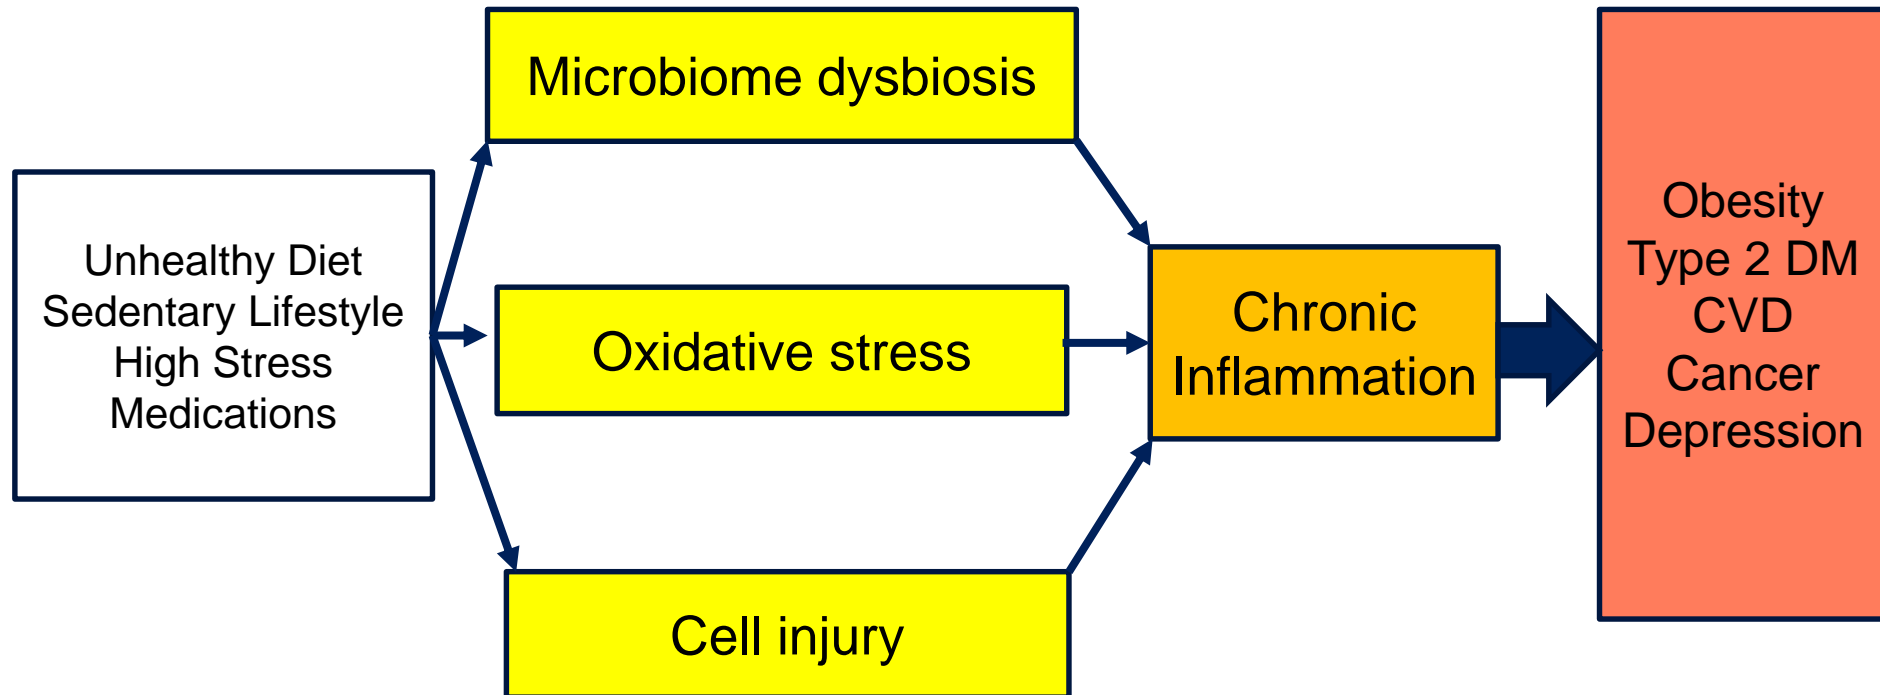 Unhealthy Diet
Sedentary Lifestyle
High Stress
Medications
Microbiome dysbiosis
Oxidative stress
Cell injury
Chronic
Inflammation
Obesity
Type 2 DM
CVD
Cancer
Depression